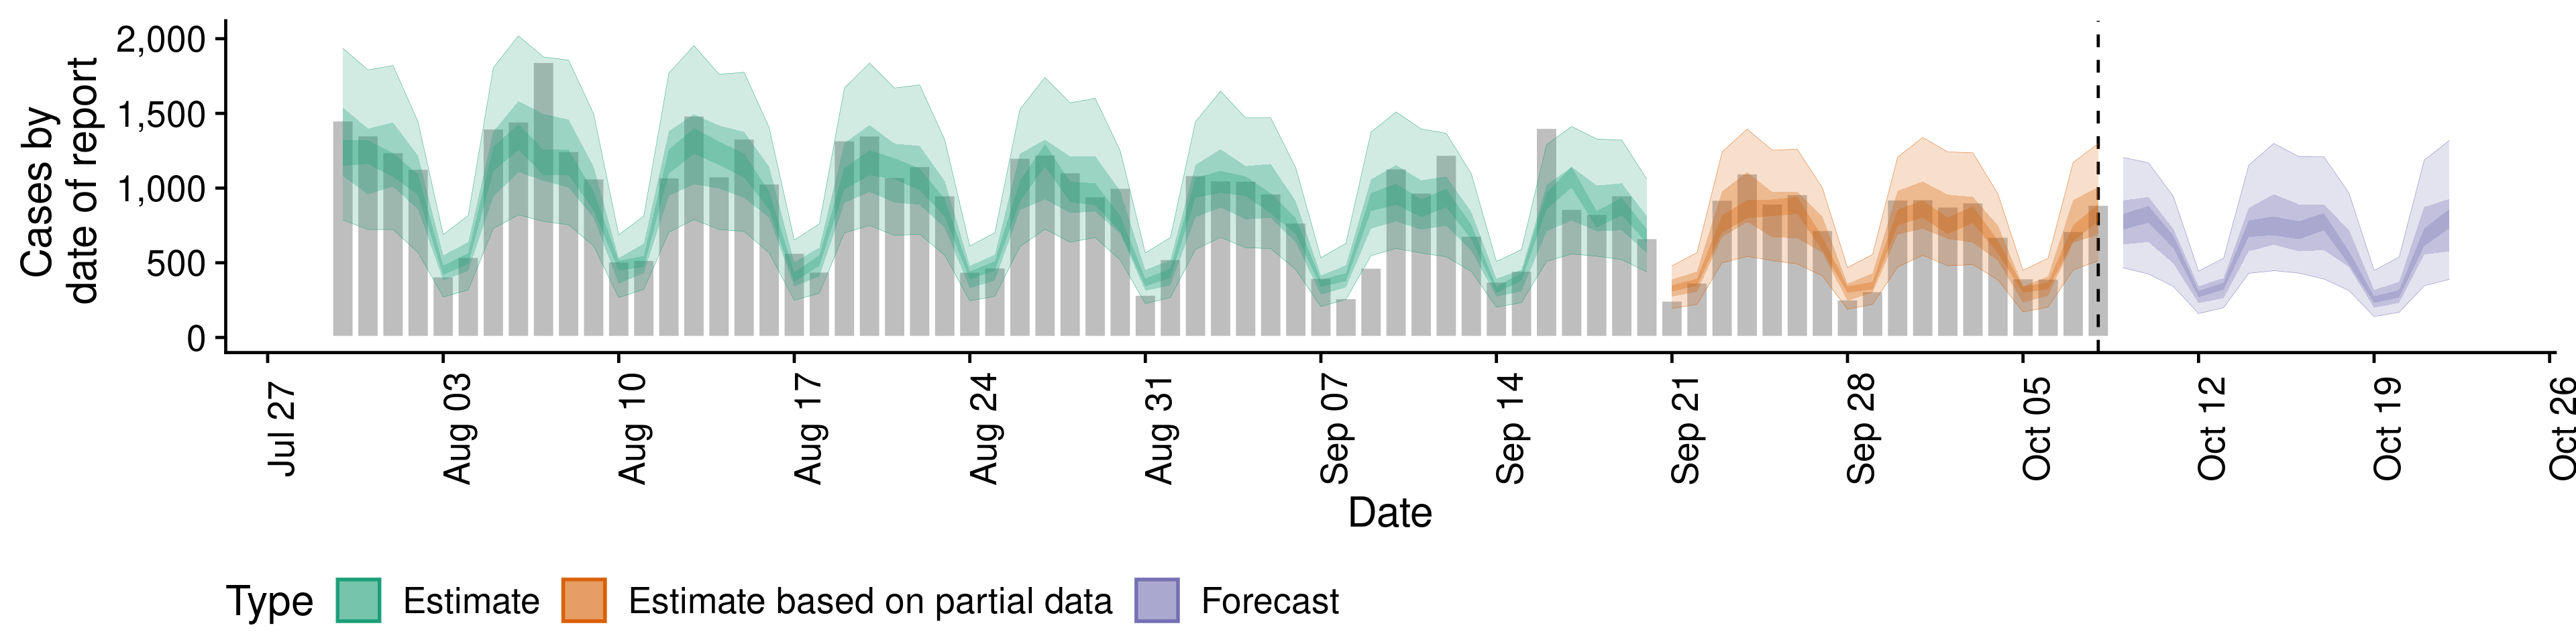 Cases by
date of report
2,000
1,500
1,000
500
0
Jul 27
Aug 03
Aug 10
Aug 17
Aug 24
Aug 31
Sep 07
Sep 14
Sep 21
Sep 28
Oct 05
Oct 12
Oct 19
Oct 26
Date
Type Estimate Estimate based on partial data Forecast